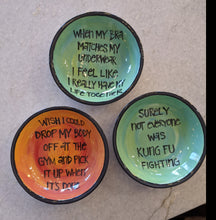 WHEN MY BRA
MATCHES MY
UNDERWEAR
I FEEL LIKE
I REALLY HAVE MY
LIFE TOGETHER
WISH I COULD
DROP MY BODY
OFF AT THE
GYM AND PICK
IT UP WHEN
IT'S DONE
SURELY
NOT EVERYONE
WAS
KUNG FU
FIGHTING